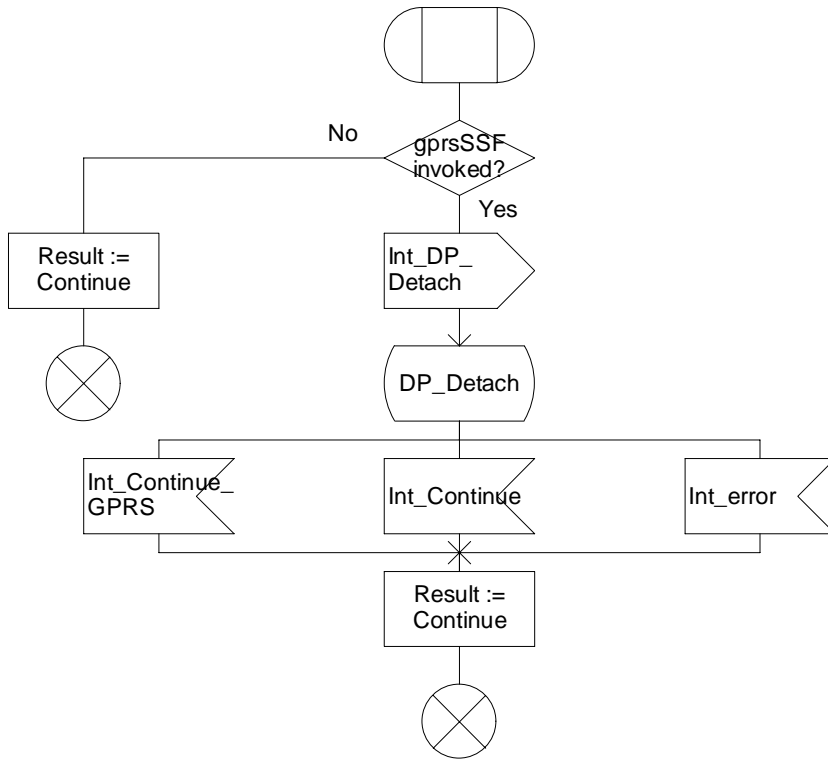 gprsSSF
invoked?
No
Yes
Result :=
Continue
Int_DP_
Detach
DP_Detach
Int_Continue_
GPRS
Int_Continue
Int_error
Result :=
Continue